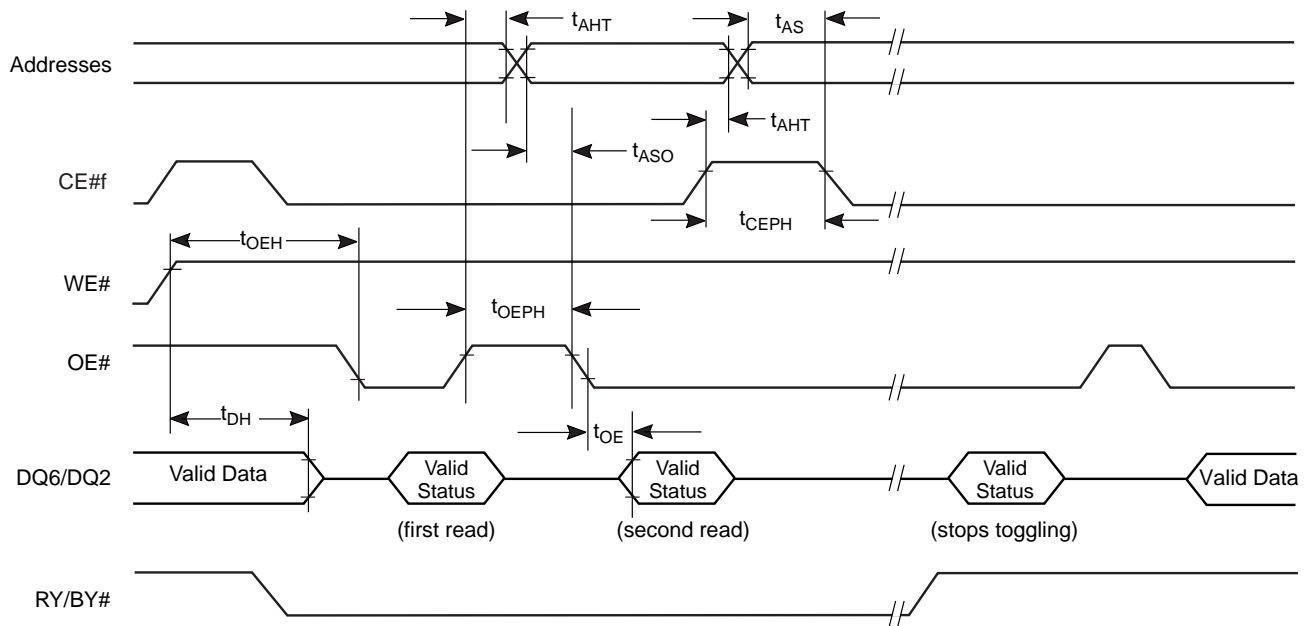 tAHT
tAS
Addresses
tAHT
tASO
CE#f
tCEPH
tOEH
WE#
tOEPH
OE#
tDH
tOE
DQ6/DQ2
Valid Data
Valid
Status
Valid
Status
Valid
Status
Valid Data
(first read)
(second read)
(stops toggling)
RY/BY#